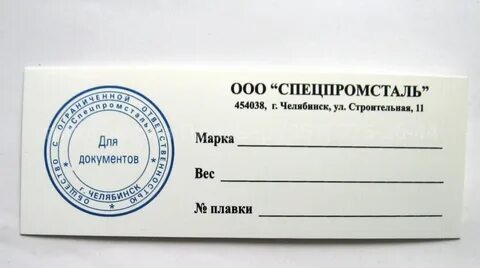 ООО "СПЕЦПРОМСТАЛЬ"
454038, г. Челябинск, ул. Строительная, 11
ОБЩЕСТВО С ОГРАНИЧЕННОЙ ОТВЕТСТВЕННОСТЬЮ
«Спецпромсталь»
Для
документов
г. ЧЕЛЯБИНСК
Марка
Вес
№ плавки